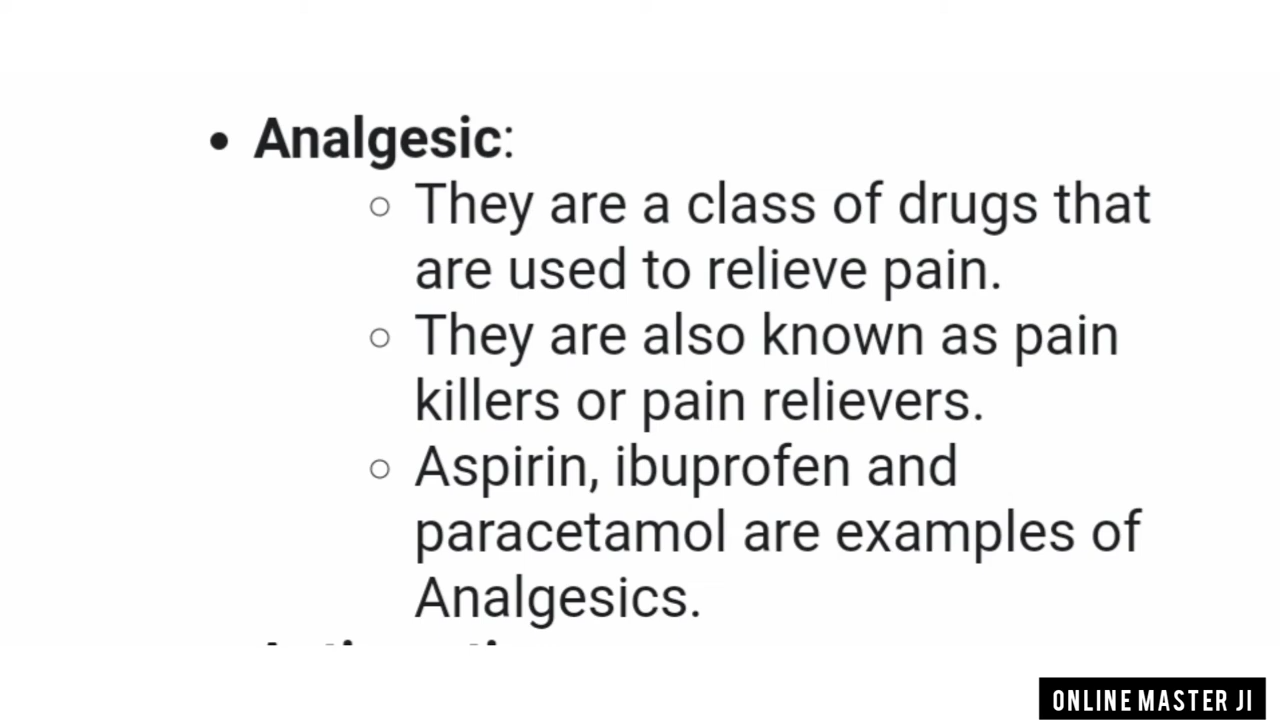 Analgesic:
They are a class of drugs that
are used to relieve pain.
They are also known as pain
killers or pain relievers.
Aspirin, ibuprofen and
paracetamol are examples of
Analgesics.
ONLINE MASTER JI